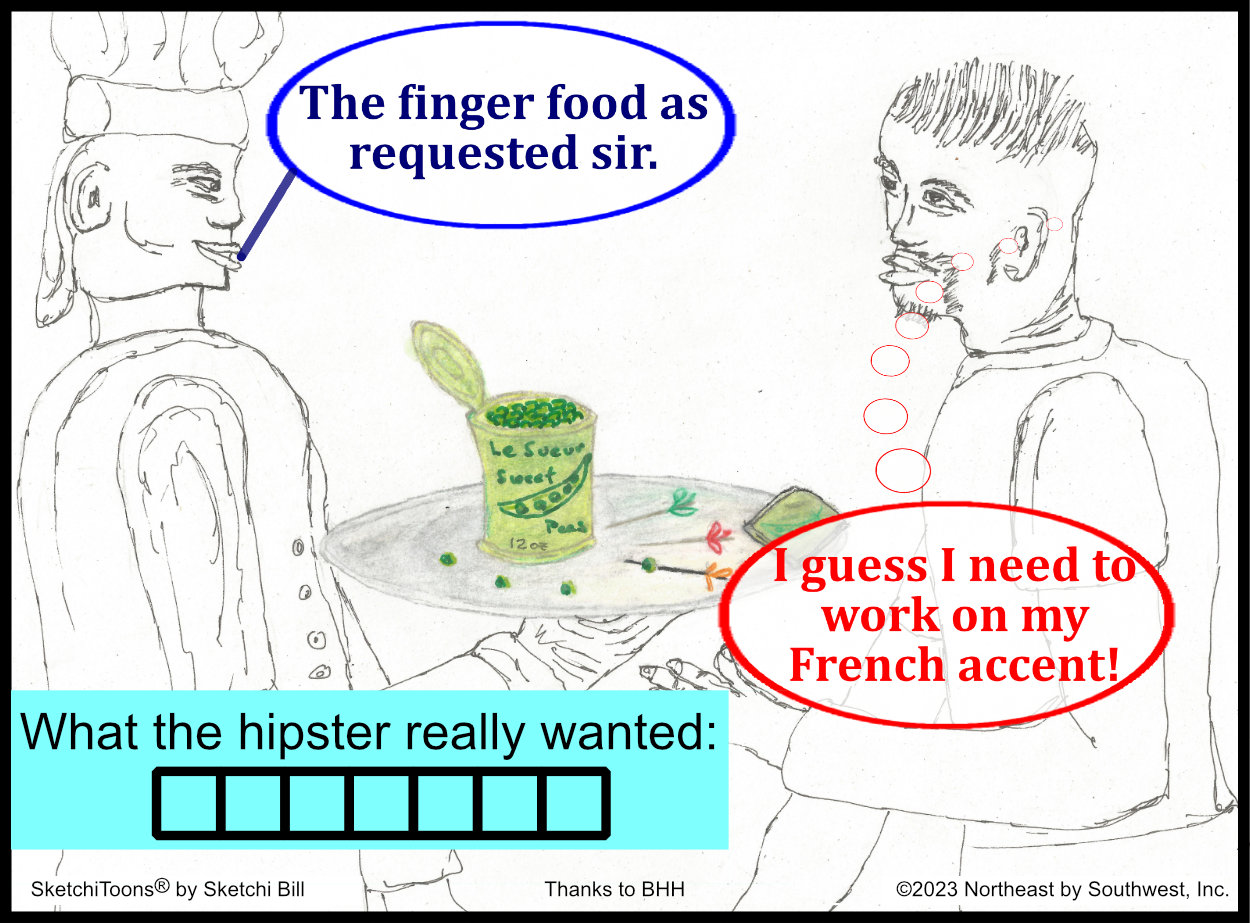 The finger food as
requested sir.
Le Sueur
Sweet
Peas
12oz
I guess I need to
work on my
French accent!
What the hipster really wanted:
SketchiToons® by Sketchi Bill
Thanks to BHH
©2023 Northeast by Southwest, Inc.